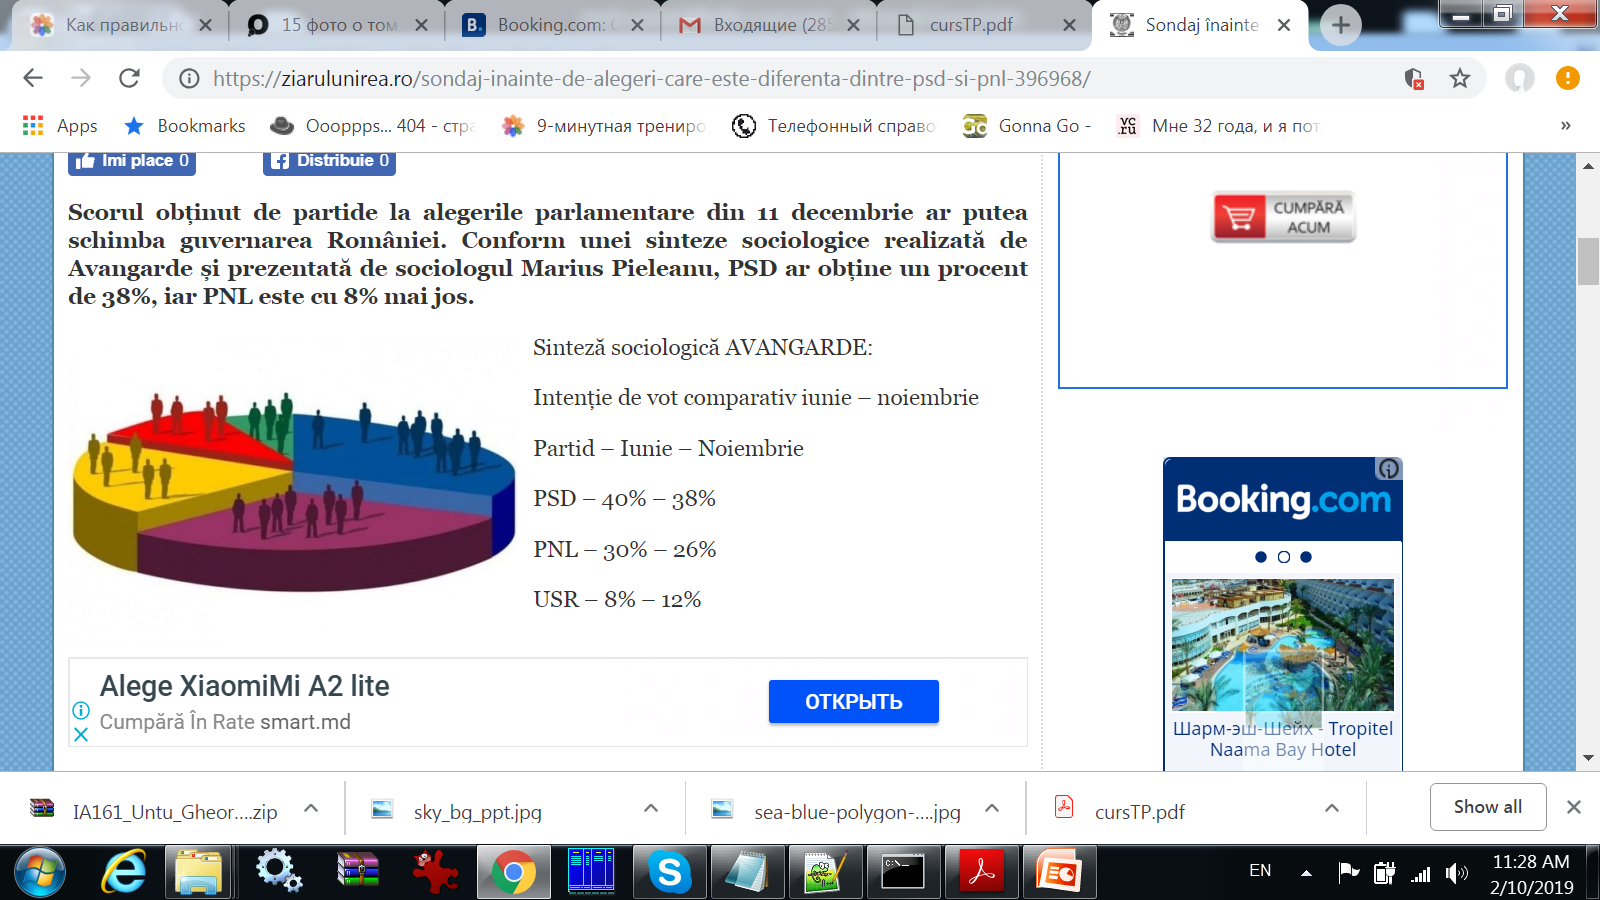 Как правильно
15 фото о том
Booking.com: C
Входящие (285
cursTP.pdf
Sondaj înainte
https://ziarulunirea.ro/sondaj-inainte-de-alegeri-care-este-diferenta-dintre-psd-si-pnl-396968/
Apps
Bookmarks
Oooppps... 404 - стра
9-минутная трениро
Телефонный справо
Gonna Go -
vc.ru
Мне 32 года, и я пот
»
Imi place 0
Distribuie 0
Scorul obținut de partide la alegerile parlamentare din 11 decembrie ar putea
schimba guvernarea României. Conform unei sinteze sociologice realizată de
Avangarde și prezentată de sociologul Marius Pieleanu, PSD ar obține un procent
de 38%, iar PNL este cu 8% mai jos.
Sinteză sociologică AVANGARDE:
Intenție de vot comparativ iunie – noiembrie
Partid – Iunie – Noiembrie
PSD – 40% – 38%
PNL – 30% – 26%
USR – 8% – 12%
CUMPĂRĂ
ACUM
Booking.com
Шарм-эш-Шейх - Tropitel
Naama Bay Hotel
Alege XiaomiMi A2 lite
Cumpără În Rate smart.md
ОТКРЫТЬ
IA161_Untu_Gheor....zip
sky_bg_ppt.jpg
sea-blue-polygon-....jpg
cursTP.pdf
Show all
EN
11:28 AM
2/10/2019